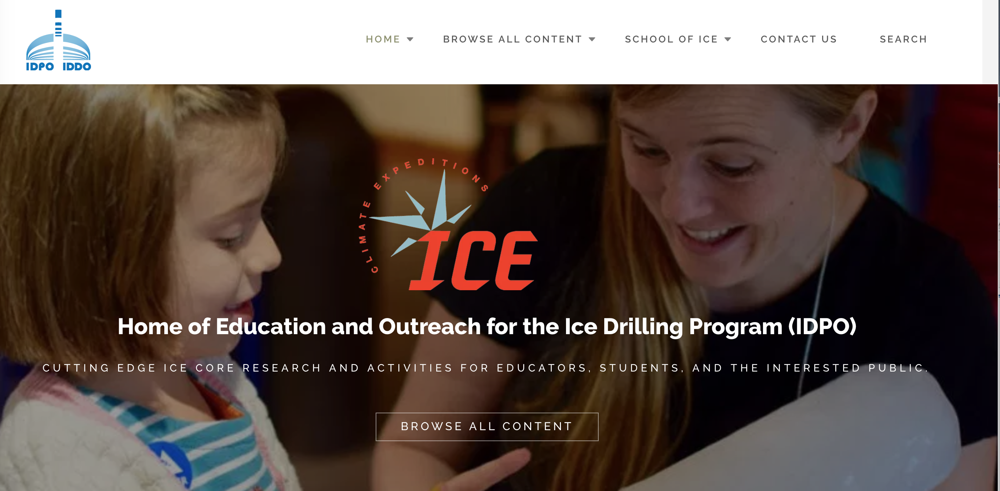 IDPO IDDO
HOME
BROWSE ALL CONTENT
SCHOOL OF ICE
CONTACT US
SEARCH
CLIMATE EXPEDITIONS
ICE
Home of Education and Outreach for the Ice Drilling Program (IDPO)
CUTTING EDGE ICE CORE RESEARCH AND ACTIVITIES FOR EDUCATORS, STUDENTS, AND THE INTERESTED PUBLIC.
BROWSE ALL CONTENT